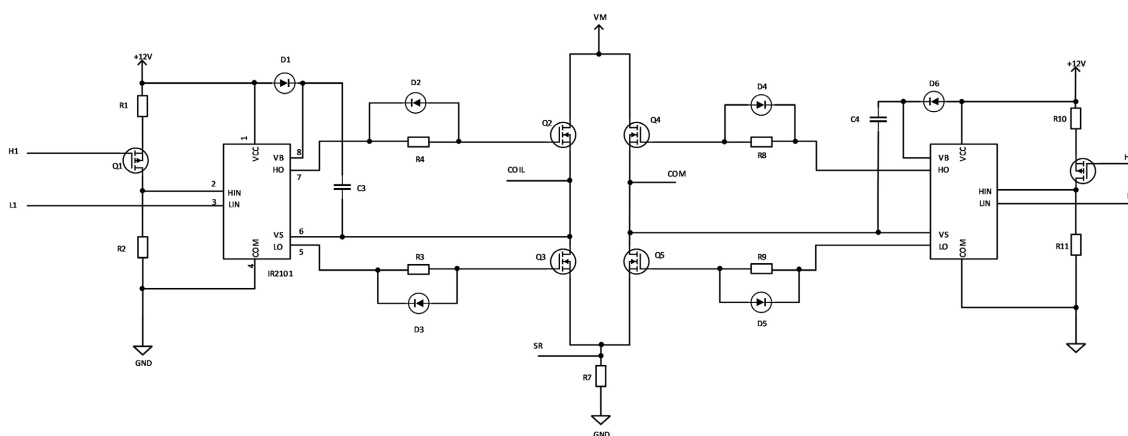 VM
+12V
D1
D2
D4
D6
+12V
R1
C4
R10
H1
Q1
1
VCC
8
VB
HO
7
R4
Q2
Q4
R8
VB
HO
VCC
H
2
HIN
3
LIN
C3
COIL
COM
HIN
LIN
L1
R2
VS
6
LO
5
COM
4
IR2101
R3
Q3
Q5
R9
VS
LO
COM
R11
D3
D5
SR
R7
GND
GND